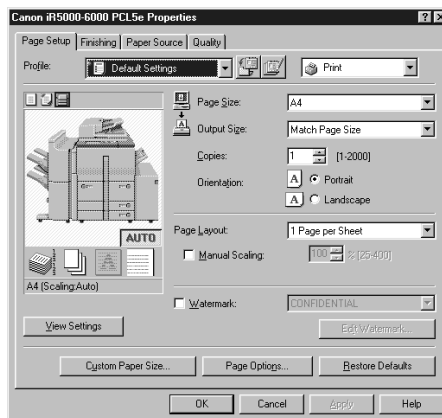 Canon iR5000-6000 PCL5e Properties
Page Setup Finishing Paper Source Quality
Profile: Default Settings Print
Page Size: A4
Output Size: Match Page Size
Copies: 1 [1-2000]
Orientation: A Portrait
A Landscape
AUTO
Page Layout: 1 Page per Sheet
Manual Scaling: 100 % [25-400]
A4 (Scaling:Auto)
Watermark: CONFIDENTIAL
View Settings Edit Watermark...
Custom Paper Size... Page Options... Restore Defaults
OK Cancel Apply Help